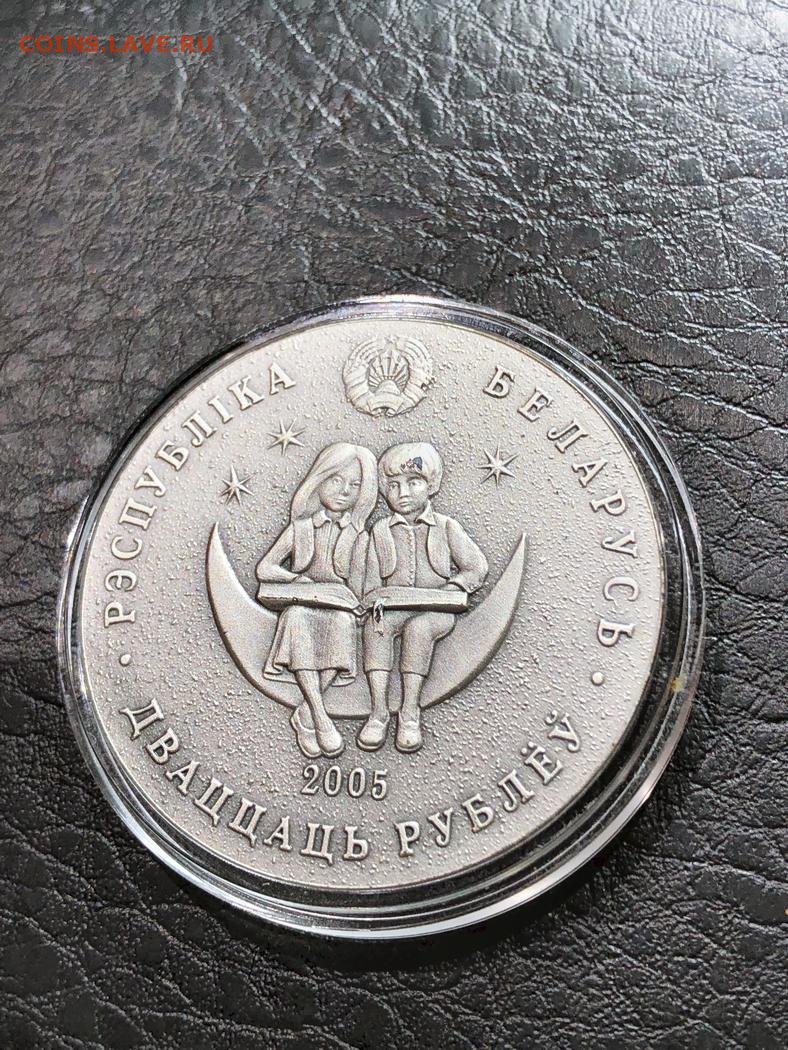 COINS.LAVE.RU
РЭСПУБЛІКА БЕЛАРУСЬ
2005
· ДВАЦЦАЦЬ РУБЛЁЎ ·